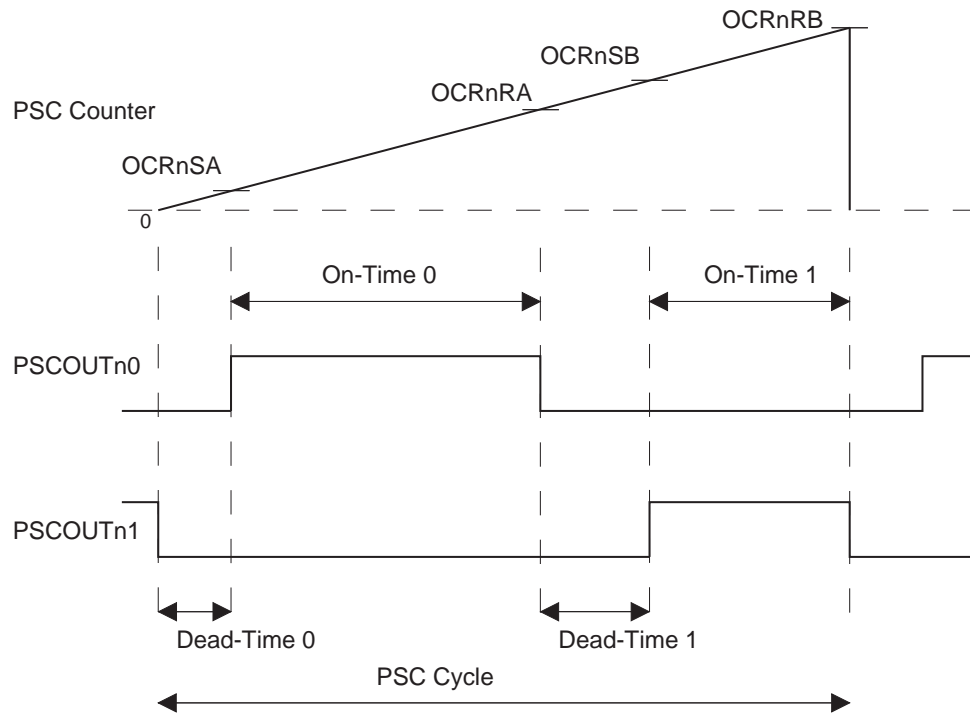 OCRnRB
OCRnSB
OCRnRA
PSC Counter
OCRnSA
0
On-Time 0
On-Time 1
PSCOUTn0
PSCOUTn1
Dead-Time 0
Dead-Time 1
PSC Cycle